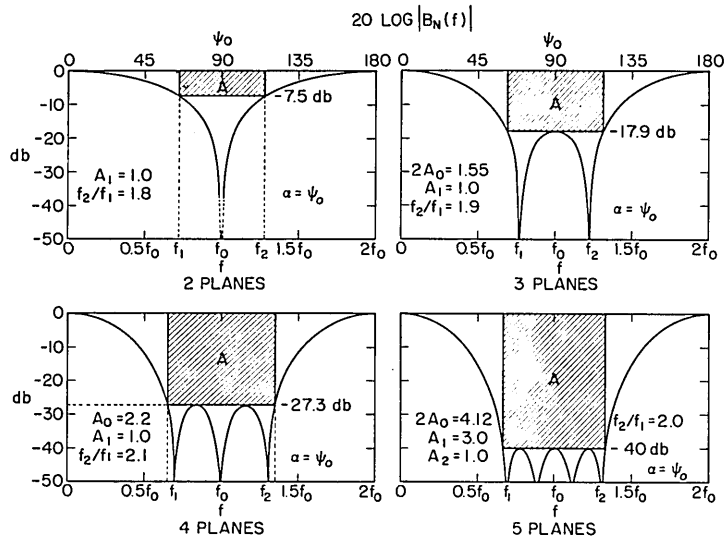 20 LOG |B_N(f)|
ψ₀
0 45 90 135 180
0
-10
-20
-30
-40
-50
db
A
-7.5 db
A₁ = 1.0
f₂/f₁ = 1.8
α = ψ₀
0 0.5f₀ f₁ f₀ f₂ 1.5f₀ 2f₀
f
2 PLANES
ψ₀
0 45 90 135 180
A
-17.9 db
-2A₀ = 1.55
A₁ = 1.0
f₂/f₁ = 1.9
α = ψ₀
0 0.5f₀ f₁ f₀ f₂ 1.5f₀ 2f₀
f
3 PLANES
0
-10
-20
-30
-40
-50
db
A
-27.3 db
A₀ = 2.2
A₁ = 1.0
f₂/f₁ = 2.1
α = ψ₀
0 0.5f₀ f₁ f₀ f₂ 1.5f₀ 2f₀
f
4 PLANES
A
2A₀ = 4.12
A₁ = 3.0
A₂ = 1.0
f₂/f₁ = 2.0
-40 db
α = ψ₀
0 0.5f₀ f₁ f₀ f₂ 1.5f₀ 2f₀
f
5 PLANES